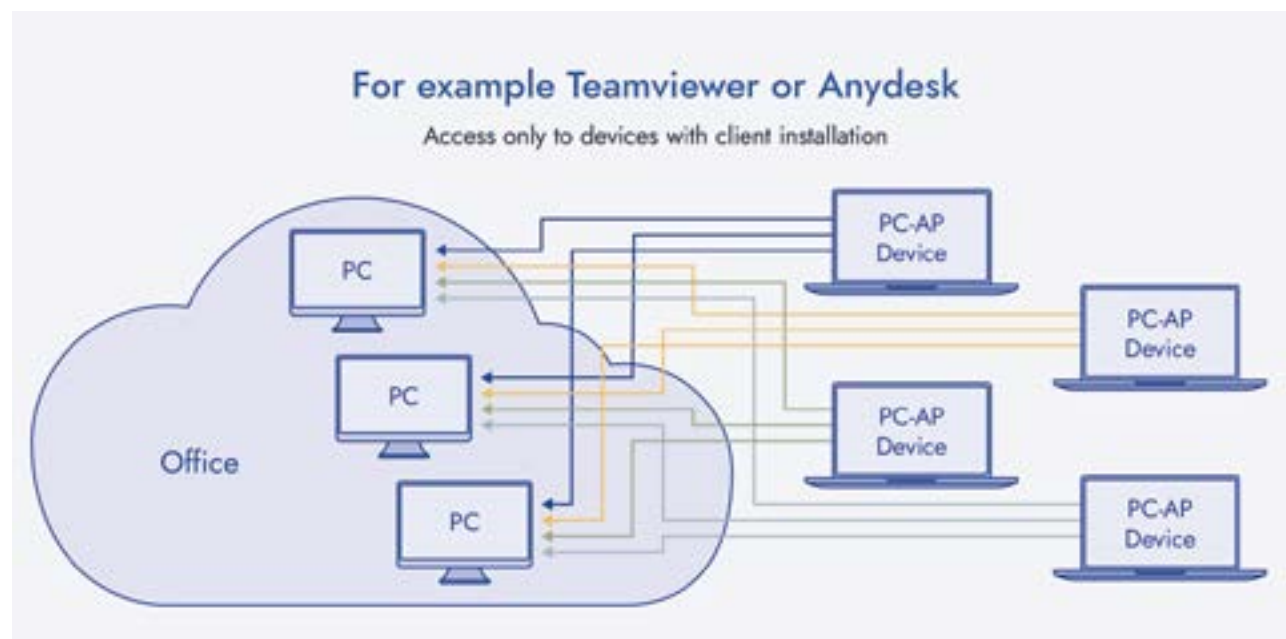 For example Teamviewer or Anydesk
Access only to devices with client installation
PC
PC-AP
Device
PC-AP
Device
PC
PC-AP
Device
Office
PC
PC-AP
Device